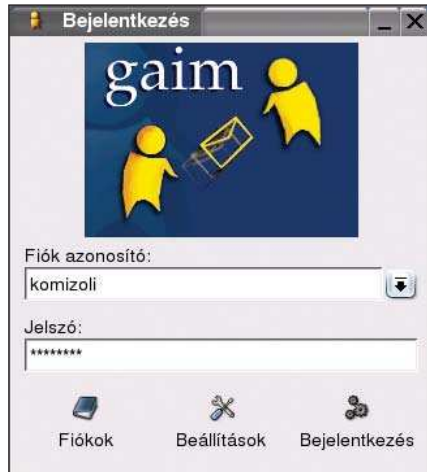 Bejelentkezés
gaim
Fiók azonosító:
komizoli
Jelszó:
********
Fiókok Beállítások Bejelentkezés